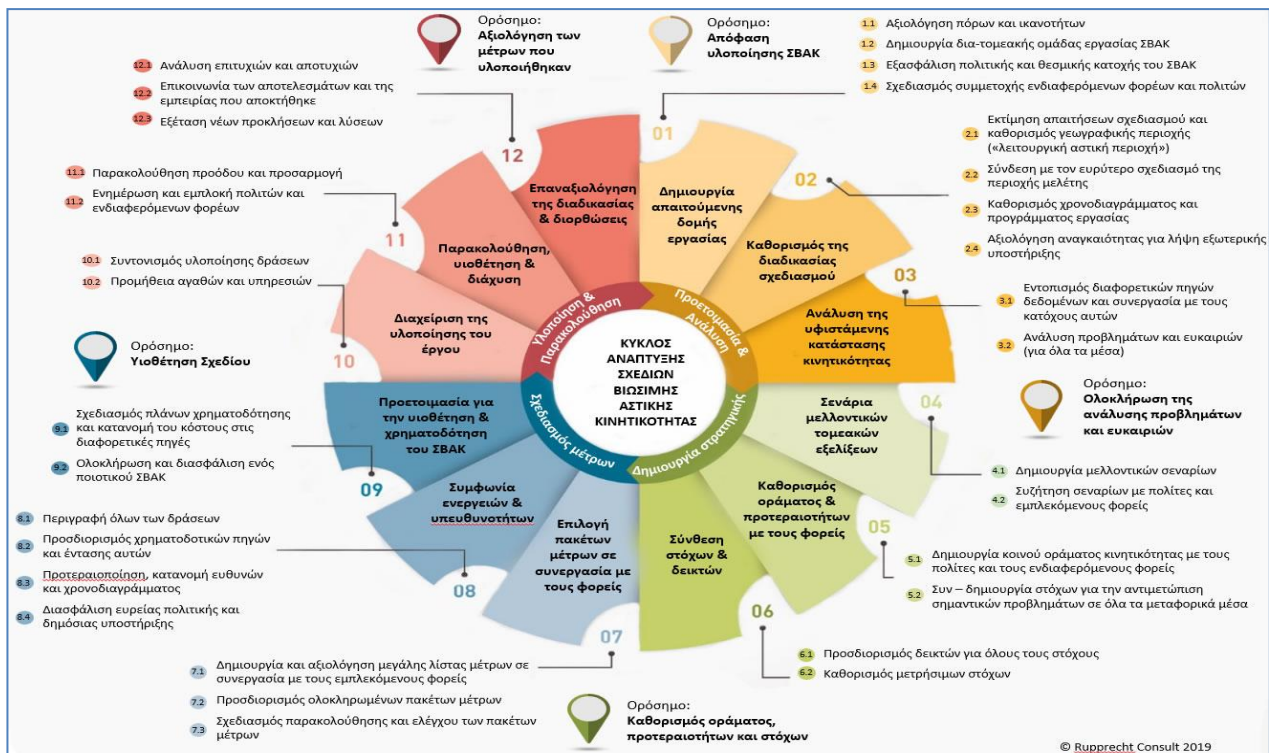 Ορόσημο:
Αξιολόγηση των
μέτρων που
υλοποιήθηκαν
Ορόσημο:
Απόφαση
υλοποίησης ΣΒΑΚ
1.1 Αξιολόγηση πόρων και ικανοτήτων
1.2 Δημιουργία δια-τομεακής ομάδας εργασίας ΣΒΑΚ
1.3 Εξασφάλιση πολιτικής και θεσμικής κατοχής του ΣΒΑΚ
1.4 Σχεδιασμός συμμετοχής ενδιαφερόμενων φορέων και πολιτών
12.1 Ανάλυση επιτυχιών και αποτυχιών
12.2 Επικοινωνία των αποτελεσμάτων και της
εμπειρίας που αποκτήθηκε
12.3 Εξέταση νέων προκλήσεων και λύσεων
2.1 Εκτίμηση απαιτήσεων σχεδιασμού και
καθορισμός γεωγραφικής περιοχής
(«λειτουργική αστική περιοχή»)
2.2 Σύνδεση με τον ευρύτερο σχεδιασμό της
περιοχής μελέτης
2.3 Καθορισμός χρονοδιαγράμματος και
προγράμματος εργασίας
2.4 Αξιολόγηση αναγκαιότητας για λήψη εξωτερικής
υποστήριξης
11.1 Παρακολούθηση προόδου και προσαρμογή
11.2 Ενημέρωση και εμπλοκή πολιτών και
ενδιαφερόμενων φορέων
10.1 Συντονισμός υλοποίησης δράσεων
10.2 Προμήθεια αγαθών και υπηρεσιών
3.1 Εντοπισμός διαφορετικών πηγών
δεδομένων και συνεργασία με τους
κατόχους αυτών
3.2 Ανάλυση προβλημάτων και ευκαιριών
(για όλα τα μέσα)
Ορόσημο:
Υιοθέτηση Σχεδίου
Ορόσημο:
Ολοκλήρωση της
ανάλυσης προβλημάτων
και ευκαιριών
12
Επαναξιολόγηση
της διαδικασίας
& διορθώσεις
01
Δημιουργία
απαιτούμενης
δομής
εργασίας
02
Καθορισμός της
διαδικασίας
σχεδιασμού
03
Ανάλυση της
υφιστάμενης
κατάστασης
κινητικότητας
04
Σενάρια
μελλοντικών
τομεακών
εξελίξεων
05
Καθορισμός
οράματος &
προτεραιοτήτων
με τους φορείς
06
Σύνθεση
στόχων &
δεικτών
07
Επιλογή
πακέτων
μέτρων σε
συνεργασία με
τους φορείς
08
Συμφωνία
ενεργειών &
υπευθυνοτήτων
09
Προετοιμασία για
την υιοθέτηση &
χρηματοδότηση
του ΣΒΑΚ
10
Διαχείριση της
υλοποίησης του
έργου
11
Παρακολούθηση,
υιοθέτηση &
διάχυση
Υλοποίηση &
Παρακολούθηση
Προετοιμασία &
Ανάλυση
Δημιουργία στρατηγικής
Σχεδιασμός μέτρων
ΚΥΚΛΟΣ
ΑΝΑΠΤΥΞΗΣ
ΣΧΕΔΙΩΝ
ΒΙΩΣΙΜΗΣ
ΑΣΤΙΚΗΣ
ΚΙΝΗΤΙΚΟΤΗΤΑΣ
9.1 Σχεδιασμός πλάνων χρηματοδότησης
και κατανομή του κόστους στις
διαφορετικές πηγές
9.2 Ολοκλήρωση και διασφάλιση ενός
ποιοτικού ΣΒΑΚ
4.1 Δημιουργία μελλοντικών σεναρίων
4.2 Συζήτηση σεναρίων με πολίτες και
εμπλεκόμενους φορείς
8.1 Περιγραφή όλων των δράσεων
8.2 Προσδιορισμός χρηματοδοτικών πηγών
και έντασης αυτών
8.3 Προτεραιοποίηση, κατανομή ευθυνών
και χρονοδιαγράμματος
8.4 Διασφάλιση ευρείας πολιτικής και
δημόσιας υποστήριξης
5.1 Δημιουργία κοινού οράματος κινητικότητας με τους
πολίτες και τους ενδιαφερόμενους φορείς
5.2 Συν – δημιουργία στόχων για την αντιμετώπιση
σημαντικών προβλημάτων σε όλα τα μεταφορικά μέσα
6.1 Προσδιορισμός δεικτών για όλους τους στόχους
6.2 Καθορισμός μετρήσιμων στόχων
7.1 Δημιουργία και αξιολόγηση μεγάλης λίστας μέτρων σε
συνεργασία με τους εμπλεκόμενους φορείς
7.2 Προσδιορισμός ολοκληρωμένων πακέτων μέτρων
7.3 Σχεδιασμός παρακολούθησης και ελέγχου των πακέτων
μέτρων
Ορόσημο:
Καθορισμός οράματος,
προτεραιοτήτων και στόχων
© Rupprecht Consult 2019